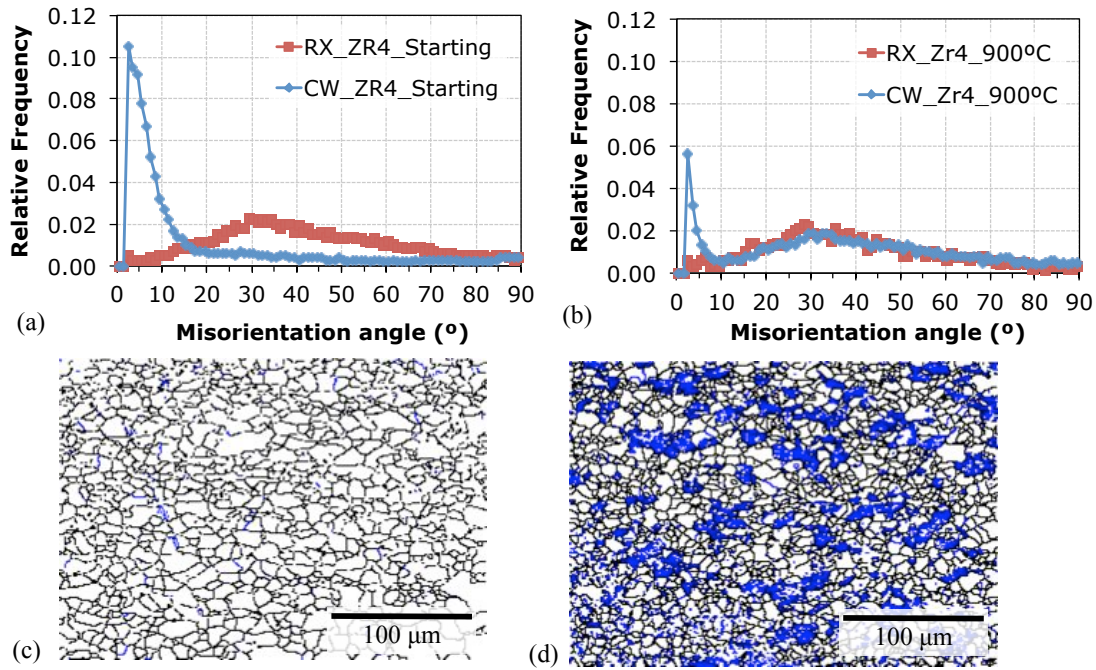 0.12
0.10
0.08
0.06
0.04
0.02
0.00
Relative Frequency
RX_ZR4_Starting
CW_ZR4_Starting
0 10 20 30 40 50 60 70 80 90
Misorientation angle (º)
(a)
0.12
0.10
0.08
0.06
0.04
0.02
0.00
Relative Frequency
RX_Zr4_900ºC
CW_Zr4_900ºC
0 10 20 30 40 50 60 70 80 90
Misorientation angle (º)
(b)
100 μm
(c)
100 μm
(d)